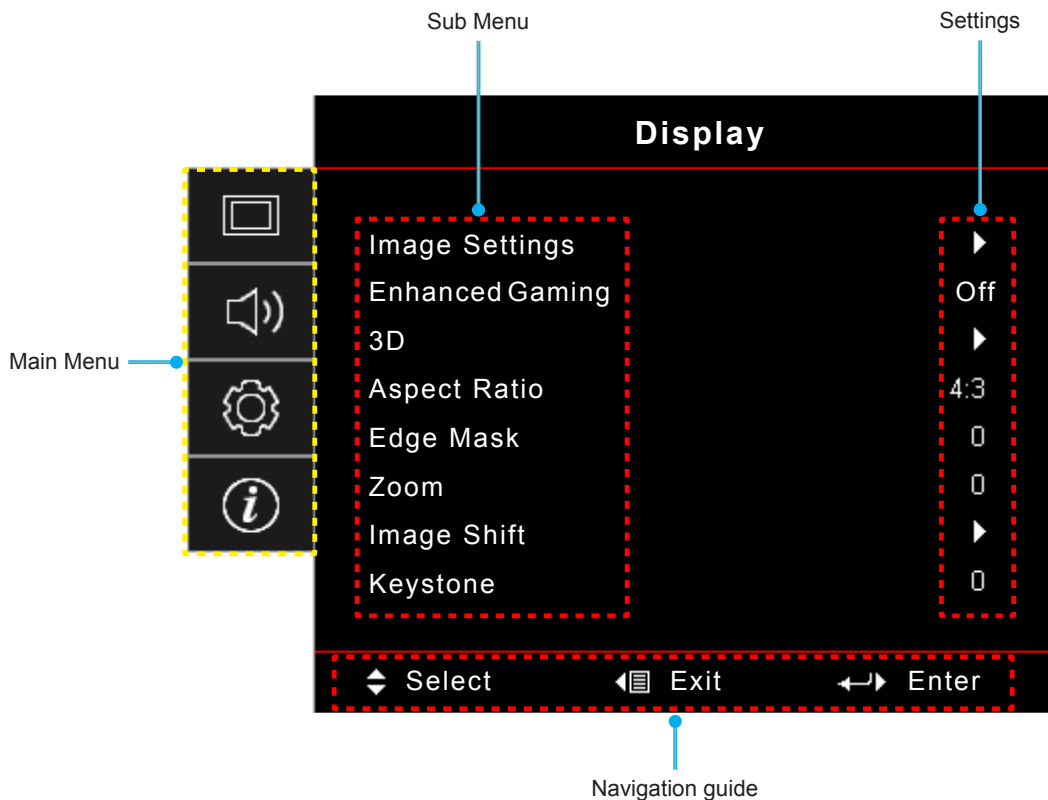 Sub Menu
Settings
Display
Main Menu
Image Settings
Enhanced Gaming Off
3D
Aspect Ratio 4:3
Edge Mask 0
Zoom 0
Image Shift
Keystone 0
Select Exit Enter
Navigation guide